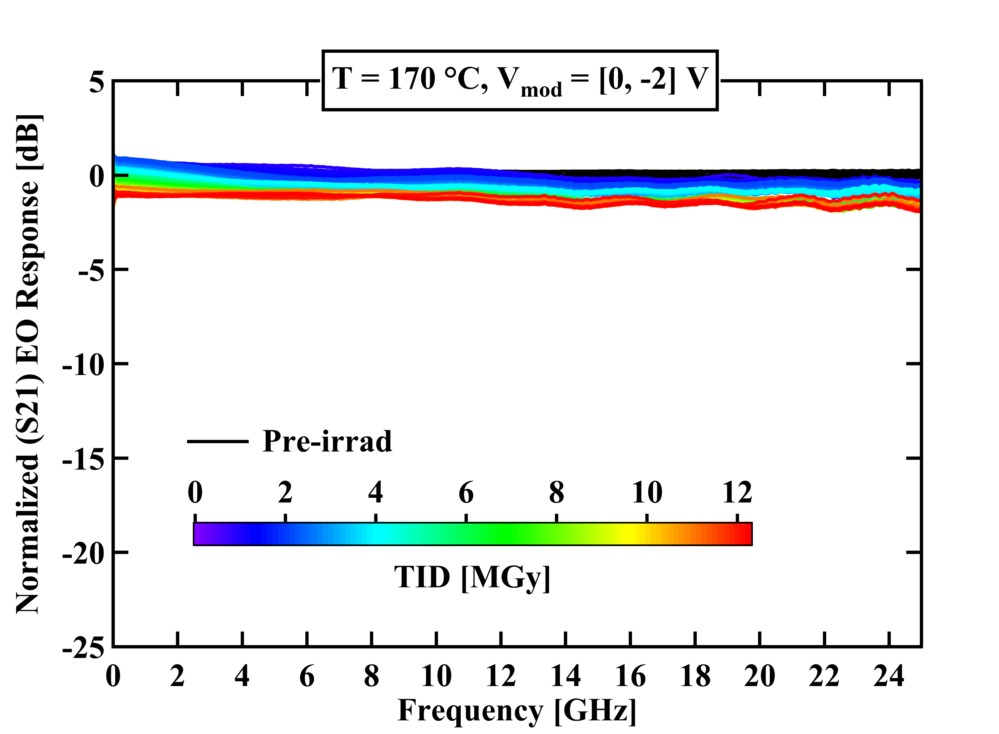 T = 170 °C, Vmod = [0, -2] V
Normalized (S21) EO Response [dB]
5
0
-5
-10
-15
-20
-25
Pre-irrad
0 2 4 6 8 10 12
TID [MGy]
0 2 4 6 8 10 12 14 16 18 20 22 24
Frequency [GHz]